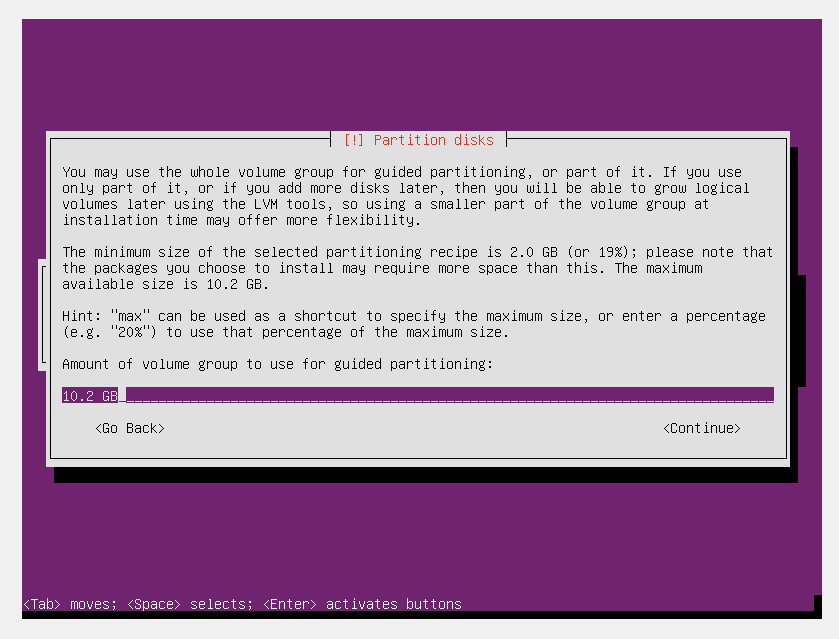 [!] Partition disks
You may use the whole volume group for guided partitioning, or part of it. If you use
only part of it, or if you add more disks later, then you will be able to grow logical
volumes later using the LVM tools, so using a smaller part of the volume group at
installation time may offer more flexibility.
The minimum size of the selected partitioning recipe is 2.0 GB (or 19%); please note that
the packages you choose to install may require more space than this. The maximum
available size is 10.2 GB.
Hint: "max" can be used as a shortcut to specify the maximum size, or enter a percentage
(e.g. "20%") to use that percentage of the maximum size.
Amount of volume group to use for guided partitioning:
10.2 GB
<Go Back> <Continue>
<Tab> moves; <Space> selects; <Enter> activates buttons